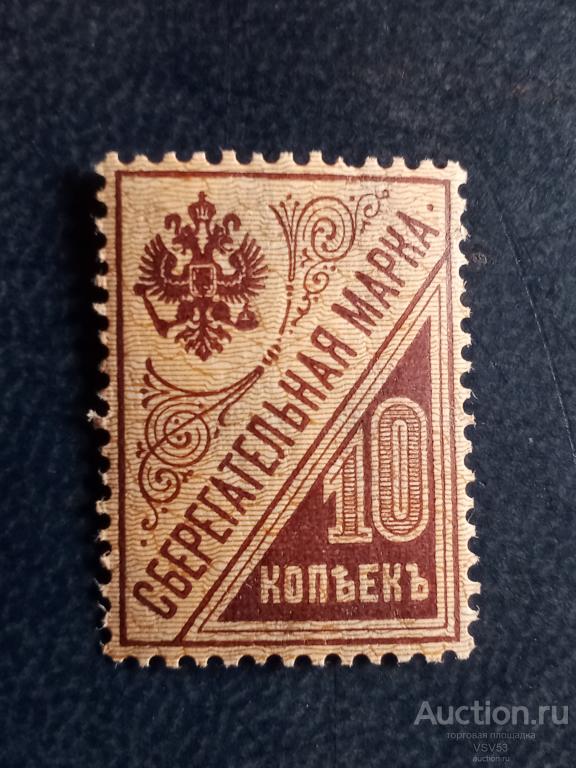 СБЕРЕГАТЕЛЬНАЯ МАРКА.
10
КОПѢЕКЪ
Auction.ru
торговая площадка
VSV53
auction.ru